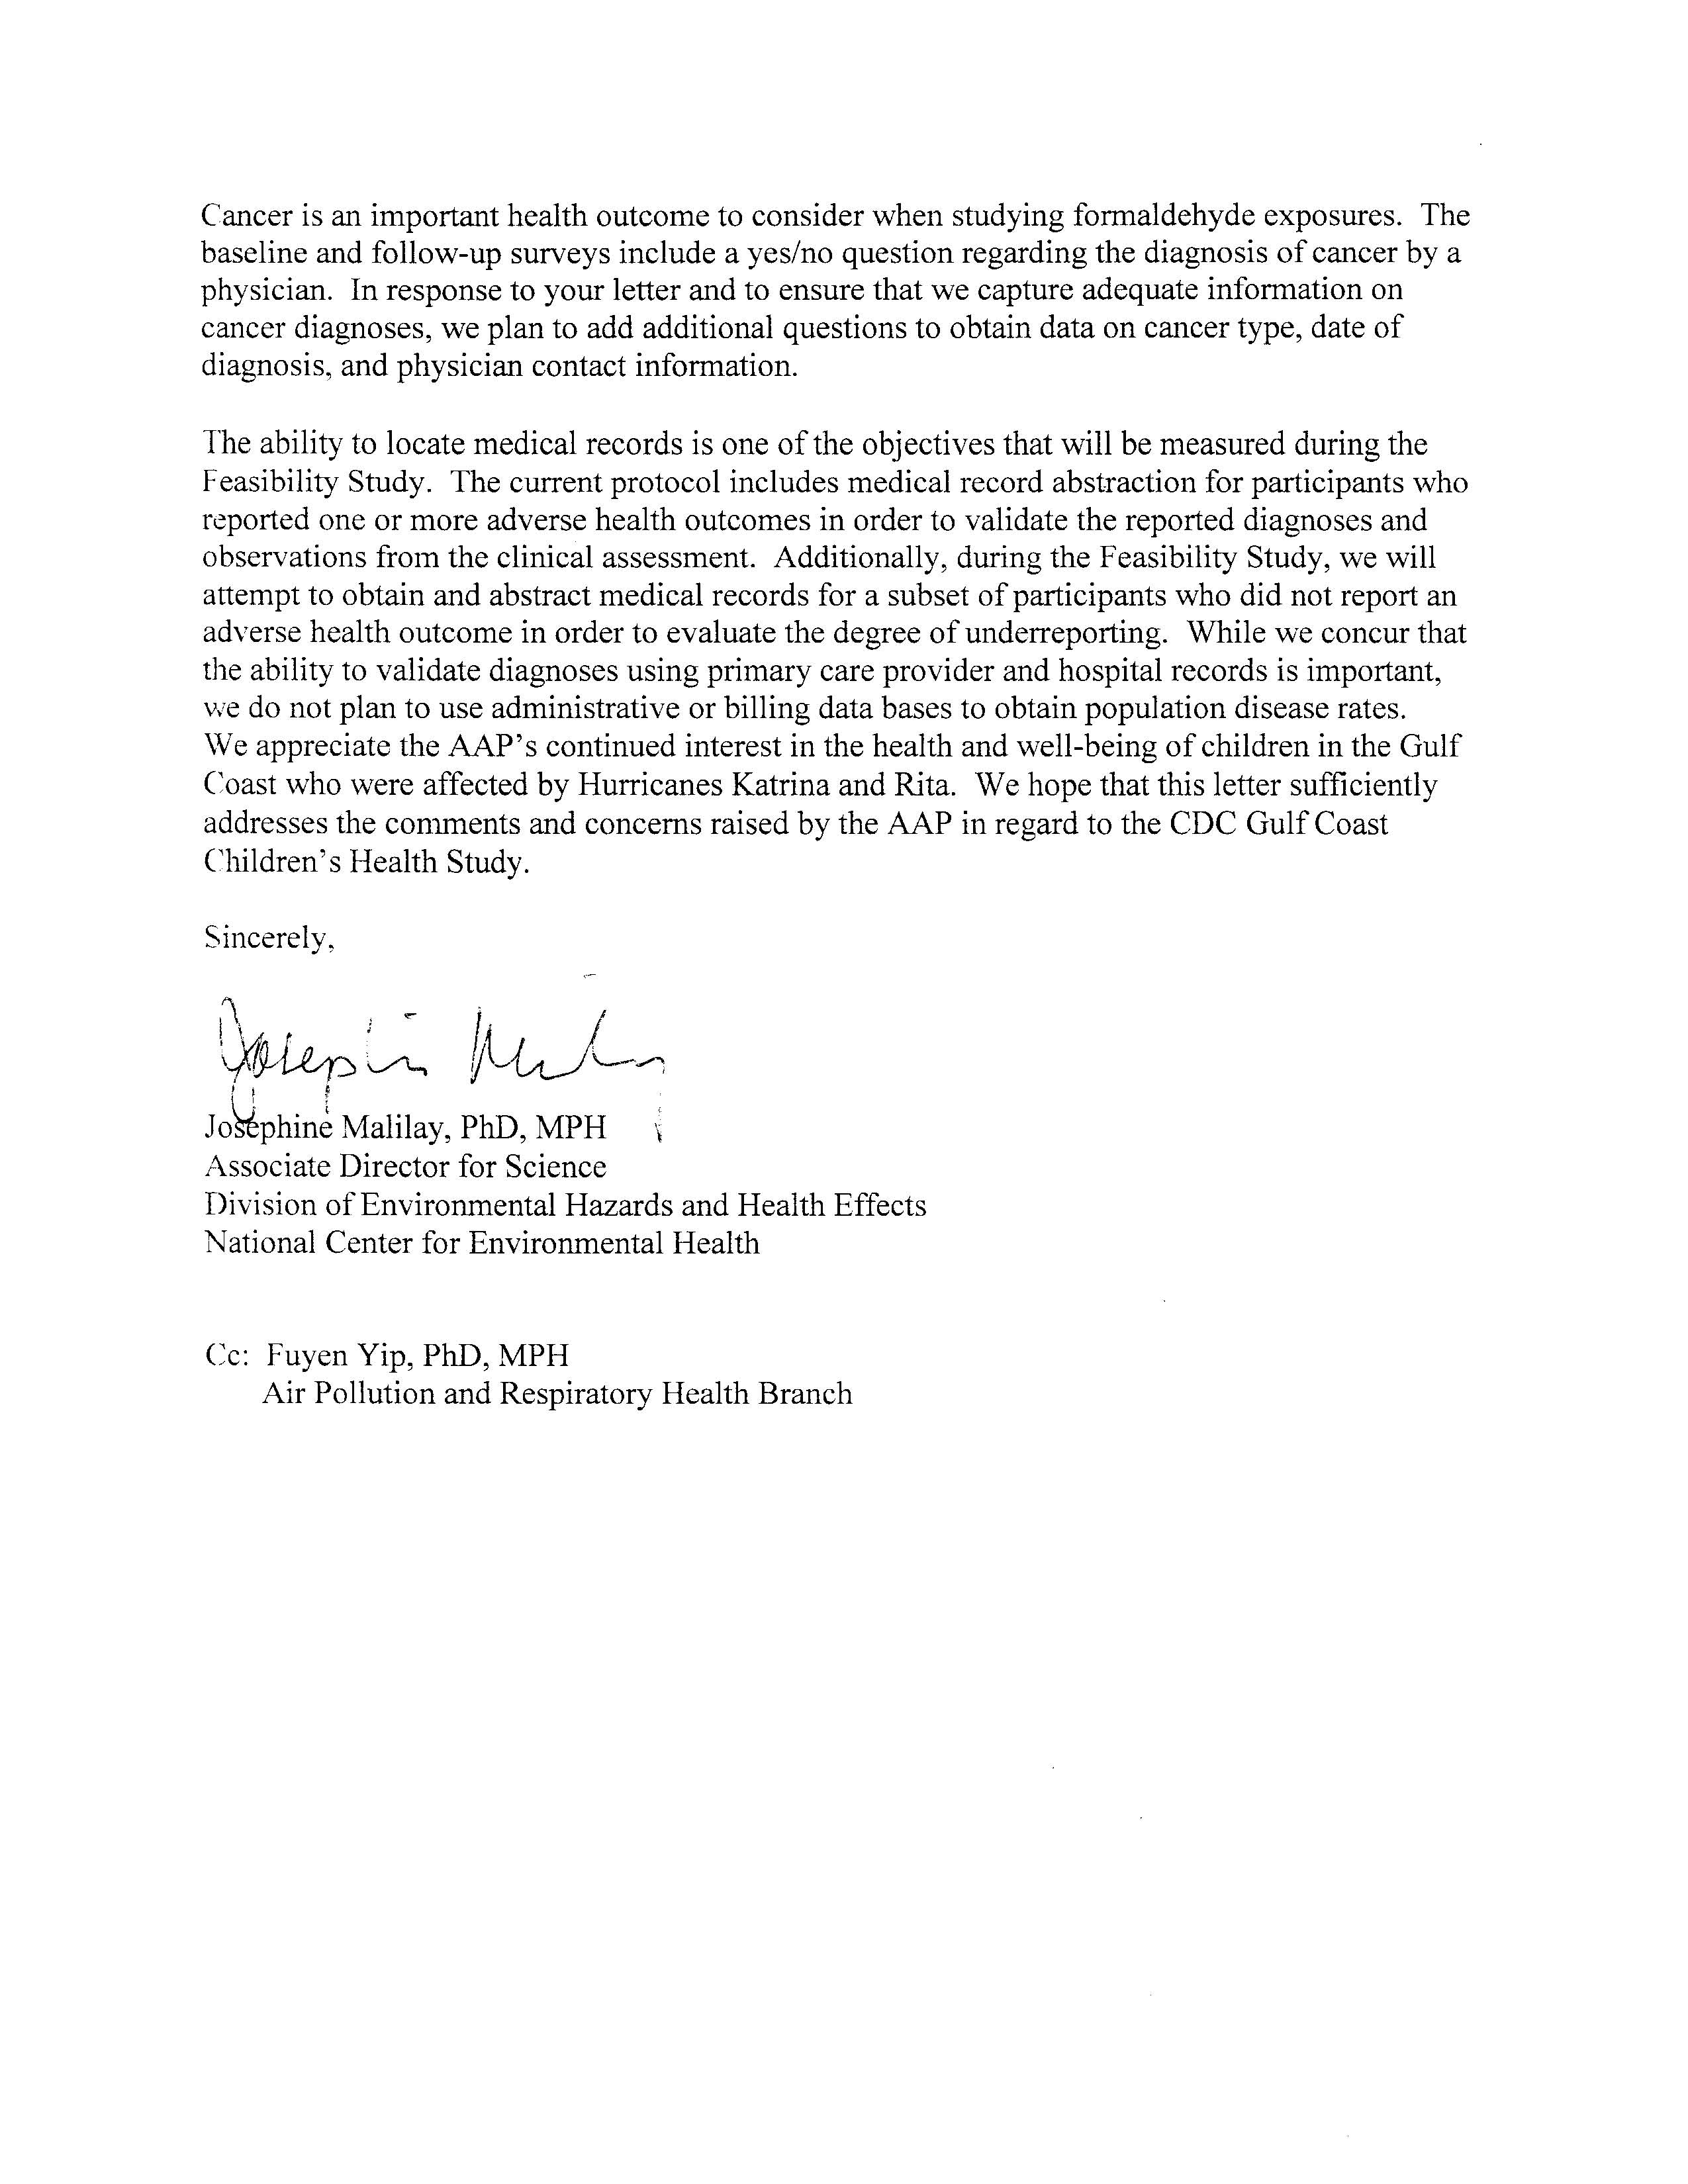 Cancer is an important health outcome to consider when studying formaldehyde exposures. The
baseline and follow-up surveys include a yes/no question regarding the diagnosis of cancer by a
physician. In response to your letter and to ensure that we capture adequate information on
cancer diagnoses, we plan to add additional questions to obtain data on cancer type, date of
diagnosis, and physician contact information.
The ability to locate medical records is one of the objectives that will be measured during the
Feasibility Study. The current protocol includes medical record abstraction for participants who
reported one or more adverse health outcomes in order to validate the reported diagnoses and
observations from the clinical assessment. Additionally, during the Feasibility Study, we will
attempt to obtain and abstract medical records for a subset of participants who did not report an
adverse health outcome in order to evaluate the degree of underreporting. While we concur that
the ability to validate diagnoses using primary care provider and hospital records is important,
we do not plan to use administrative or billing data bases to obtain population disease rates.
We appreciate the AAP's continued interest in the health and well-being of children in the Gulf
Coast who were affected by Hurricanes Katrina and Rita. We hope that this letter sufficiently
addresses the comments and concerns raised by the AAP in regard to the CDC Gulf Coast
Children's Health Study.
Sincerely,
Josephine Malilay, PhD, MPH
Associate Director for Science
Division of Environmental Hazards and Health Effects
National Center for Environmental Health
Cc: Fuyen Yip, PhD, MPH
Air Pollution and Respiratory Health Branch